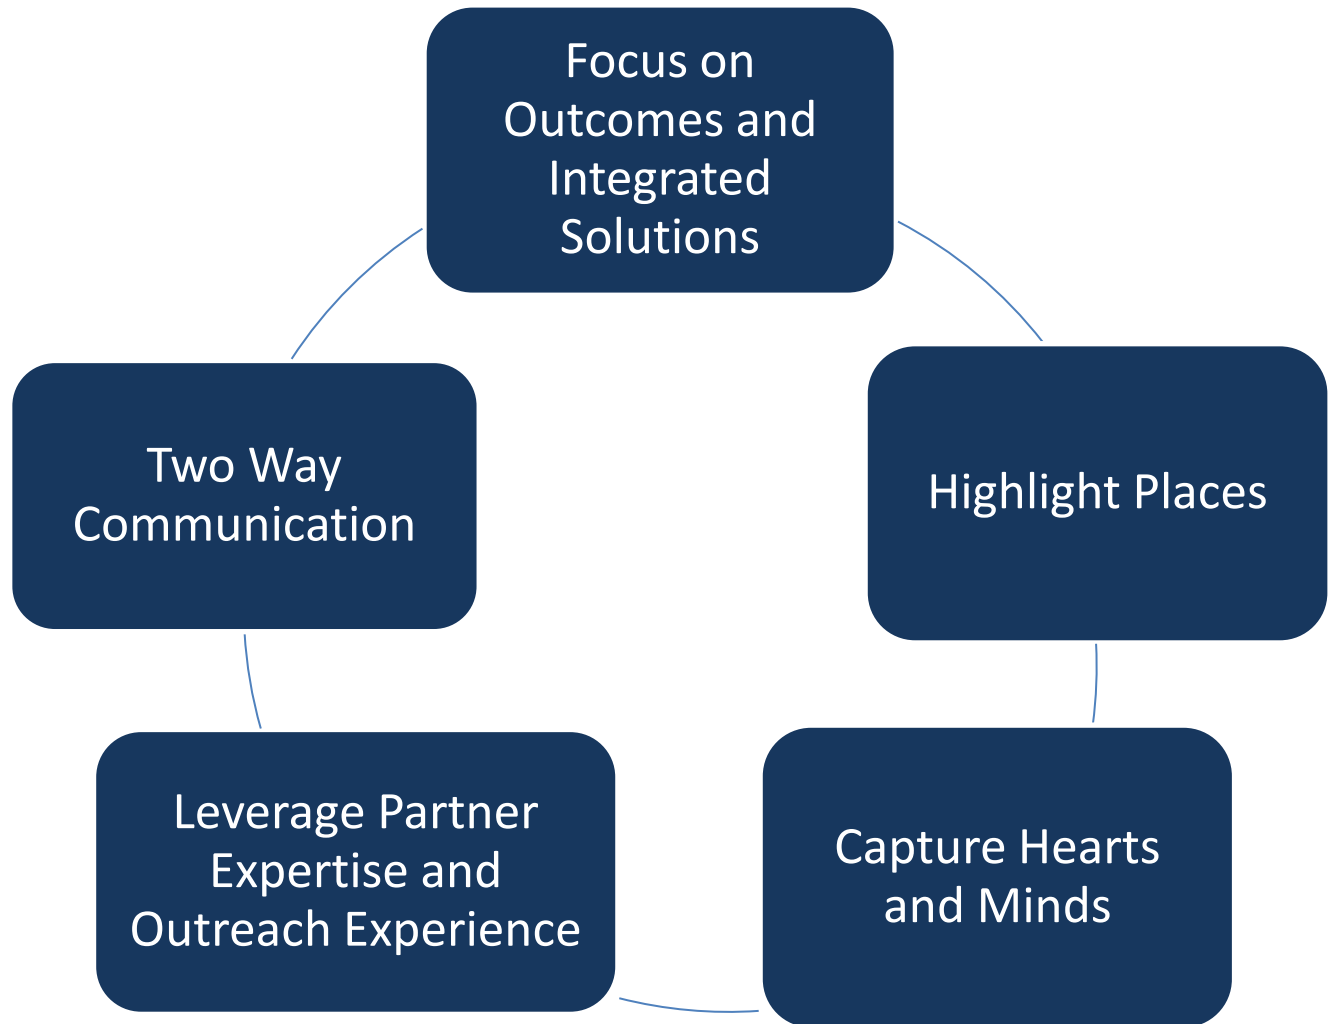 Focus on
Outcomes and
Integrated
Solutions
Highlight Places
Capture Hearts
and Minds
Leverage Partner
Expertise and
Outreach Experience
Two Way
Communication